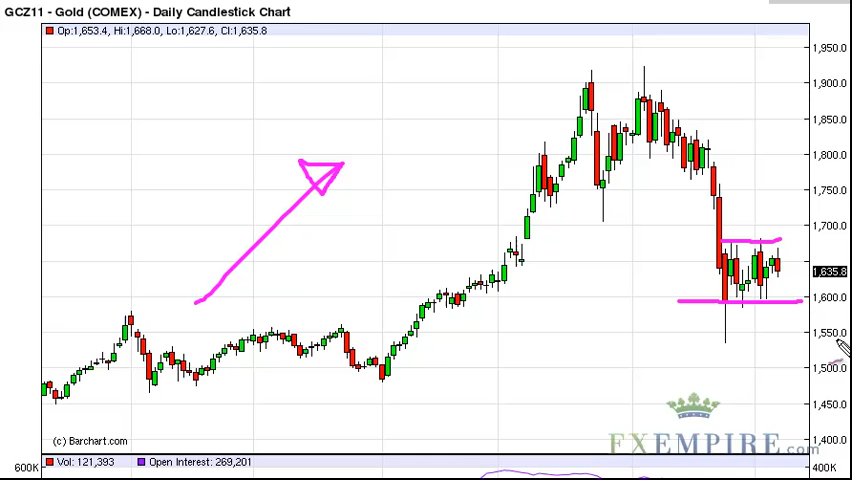 GCZ11 - Gold (COMEX) - Daily Candlestick Chart
Op:1,653.4, Hi:1,668.0, Lo:1,627.6, Cl:1,635.8
1,950.0
1,900.0
1,850.0
1,800.0
1,750.0
1,700.0
1,635.8
1,600.0
1,550.0
1,500.0
1,450.0
1,400.0
(c) Barchart.com
FXEMPIRE.com
600K Vol: 121,393 Open Interest: 269,201 400K